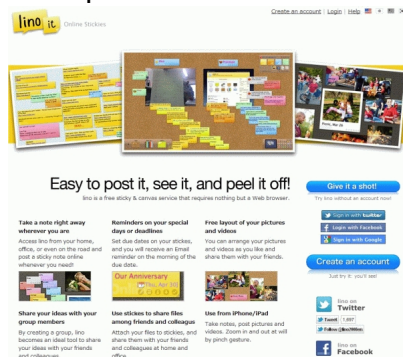 lino it Online Stickies
Create an account | Login | Help
Easy to post it, see it, and peel it off!
lino is a free sticky & canvas service that requires nothing but a Web browser.
Give it a shot!
Try lino without an account now!
Sign in with twitter
Login with Facebook
Sign in with Google
Create an account
Just try it: you'll see!
Take a note right away
wherever you are
Access lino from your home,
office, or even on the road and
post a sticky note online
whenever you need!
Reminders on your special
days or deadlines
Set due dates on your stickies,
and you will receive an Email
reminder on the morning of the
due date.
Free layout of your pictures
and videos
You can arrange your pictures
and videos as you like and
share them with your friends.
Our Anniversary
Share your ideas with your
group members
By creating a group, lino
becomes an ideal tool to share
your ideas with your friends
and colleagues
Use stickies to share files
among friends and colleagues
Attach your files to stickies, and
share them with your friends
and colleagues at home and
office
Use from iPhone/iPad
Take notes, post pictures and
videos. Zoom in and out at will
by pinch gesture.
lino on
Twitter
Tweet
lino on
Facebook